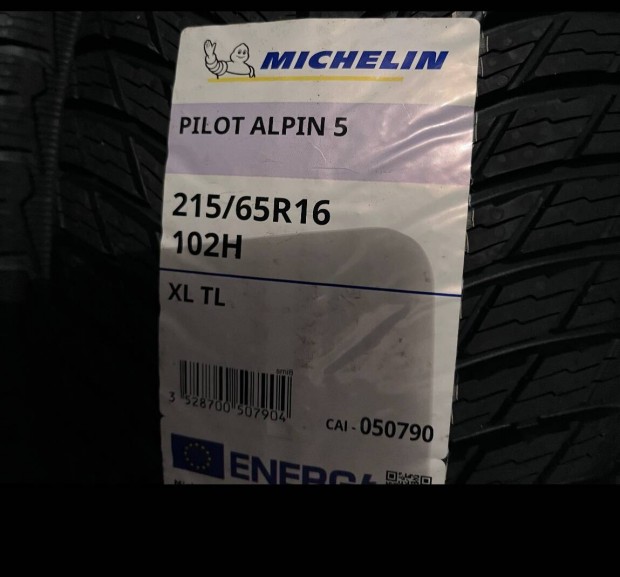 MICHELIN
PILOT ALPIN 5
215/65R16
102H
XL TL
3 528700 507904
CAI - 050790